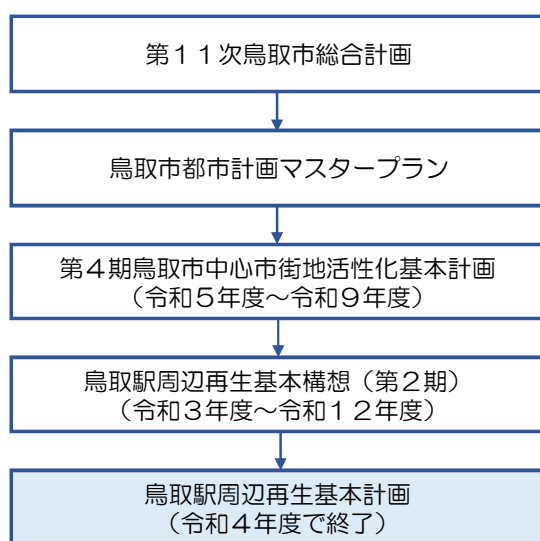 第１１次鳥取市総合計画
鳥取市都市計画マスタープラン
第４期鳥取市中心市街地活性化基本計画
（令和５年度～令和９年度）
鳥取駅周辺再生基本構想（第２期）
（令和３年度～令和１２年度）
鳥取駅周辺再生基本計画
（令和４年度で終了）